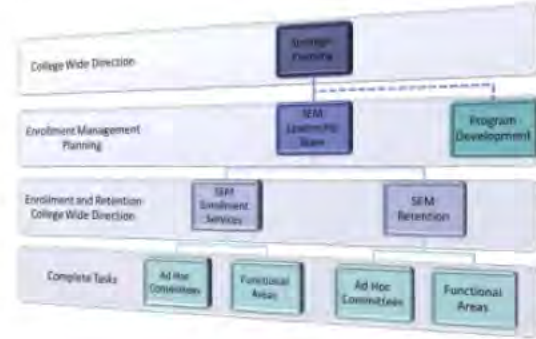 College Wide Direction
Strategic
Planning
Enrollment Management
Planning
SEM
Leadership
Team
Program
Development
Enrollment and Retention
College Wide Direction
SEM
Enrollment
Services
SEM
Retention
Complete Tasks
Ad Hoc
Committees
Functional
Areas
Ad Hoc
Committees
Functional
Areas